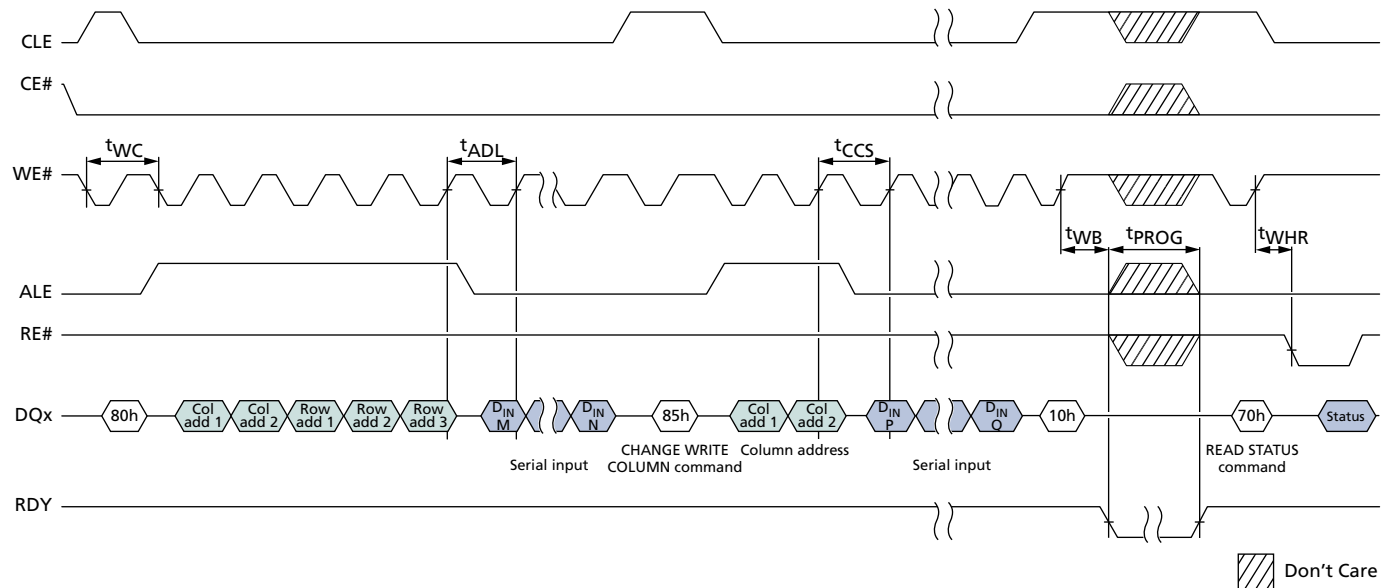 CLE
CE#
tWC
tADL
tCCS
WE#
tWB
tPROG
tWHR
ALE
RE#
DQx
80h
Col add 1
Col add 2
Row add 1
Row add 2
Row add 3
DIN M
DIN N
85h
Col add 1
Col add 2
DIN P
DIN Q
10h
70h
Status
Serial input
CHANGE WRITE
COLUMN command
Column address
Serial input
READ STATUS
command
RDY
Don't Care